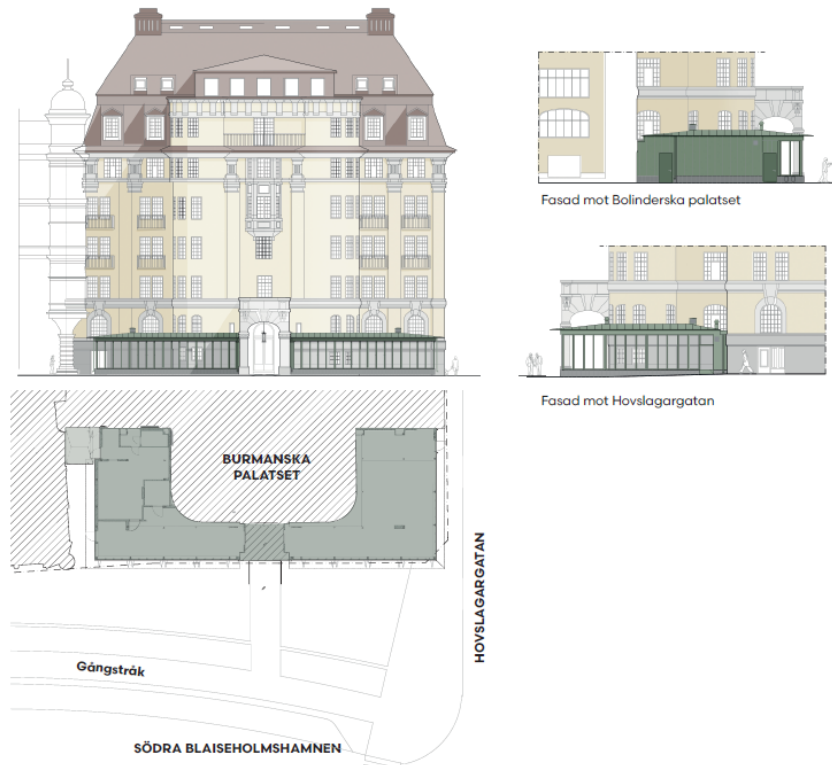 Fasad mot Bolinderska palatset
Fasad mot Hovslagargatan
BURMANSKA
PALATSET
HOVSLAGARGATAN
Gångstråk
SÖDRA BLAISEHOLMSHAMNEN